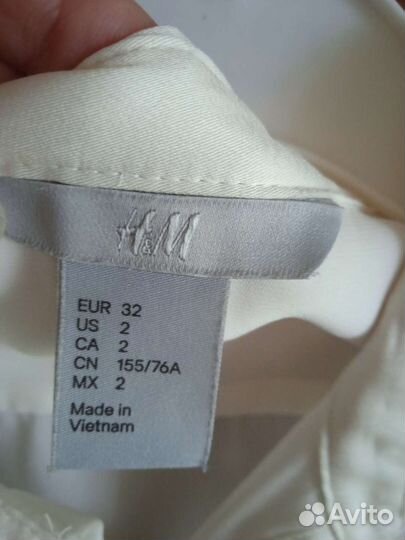 H&M
EUR 32
US 2
CA 2
CN 155/76A
MX 2
Made in
Vietnam
Avito